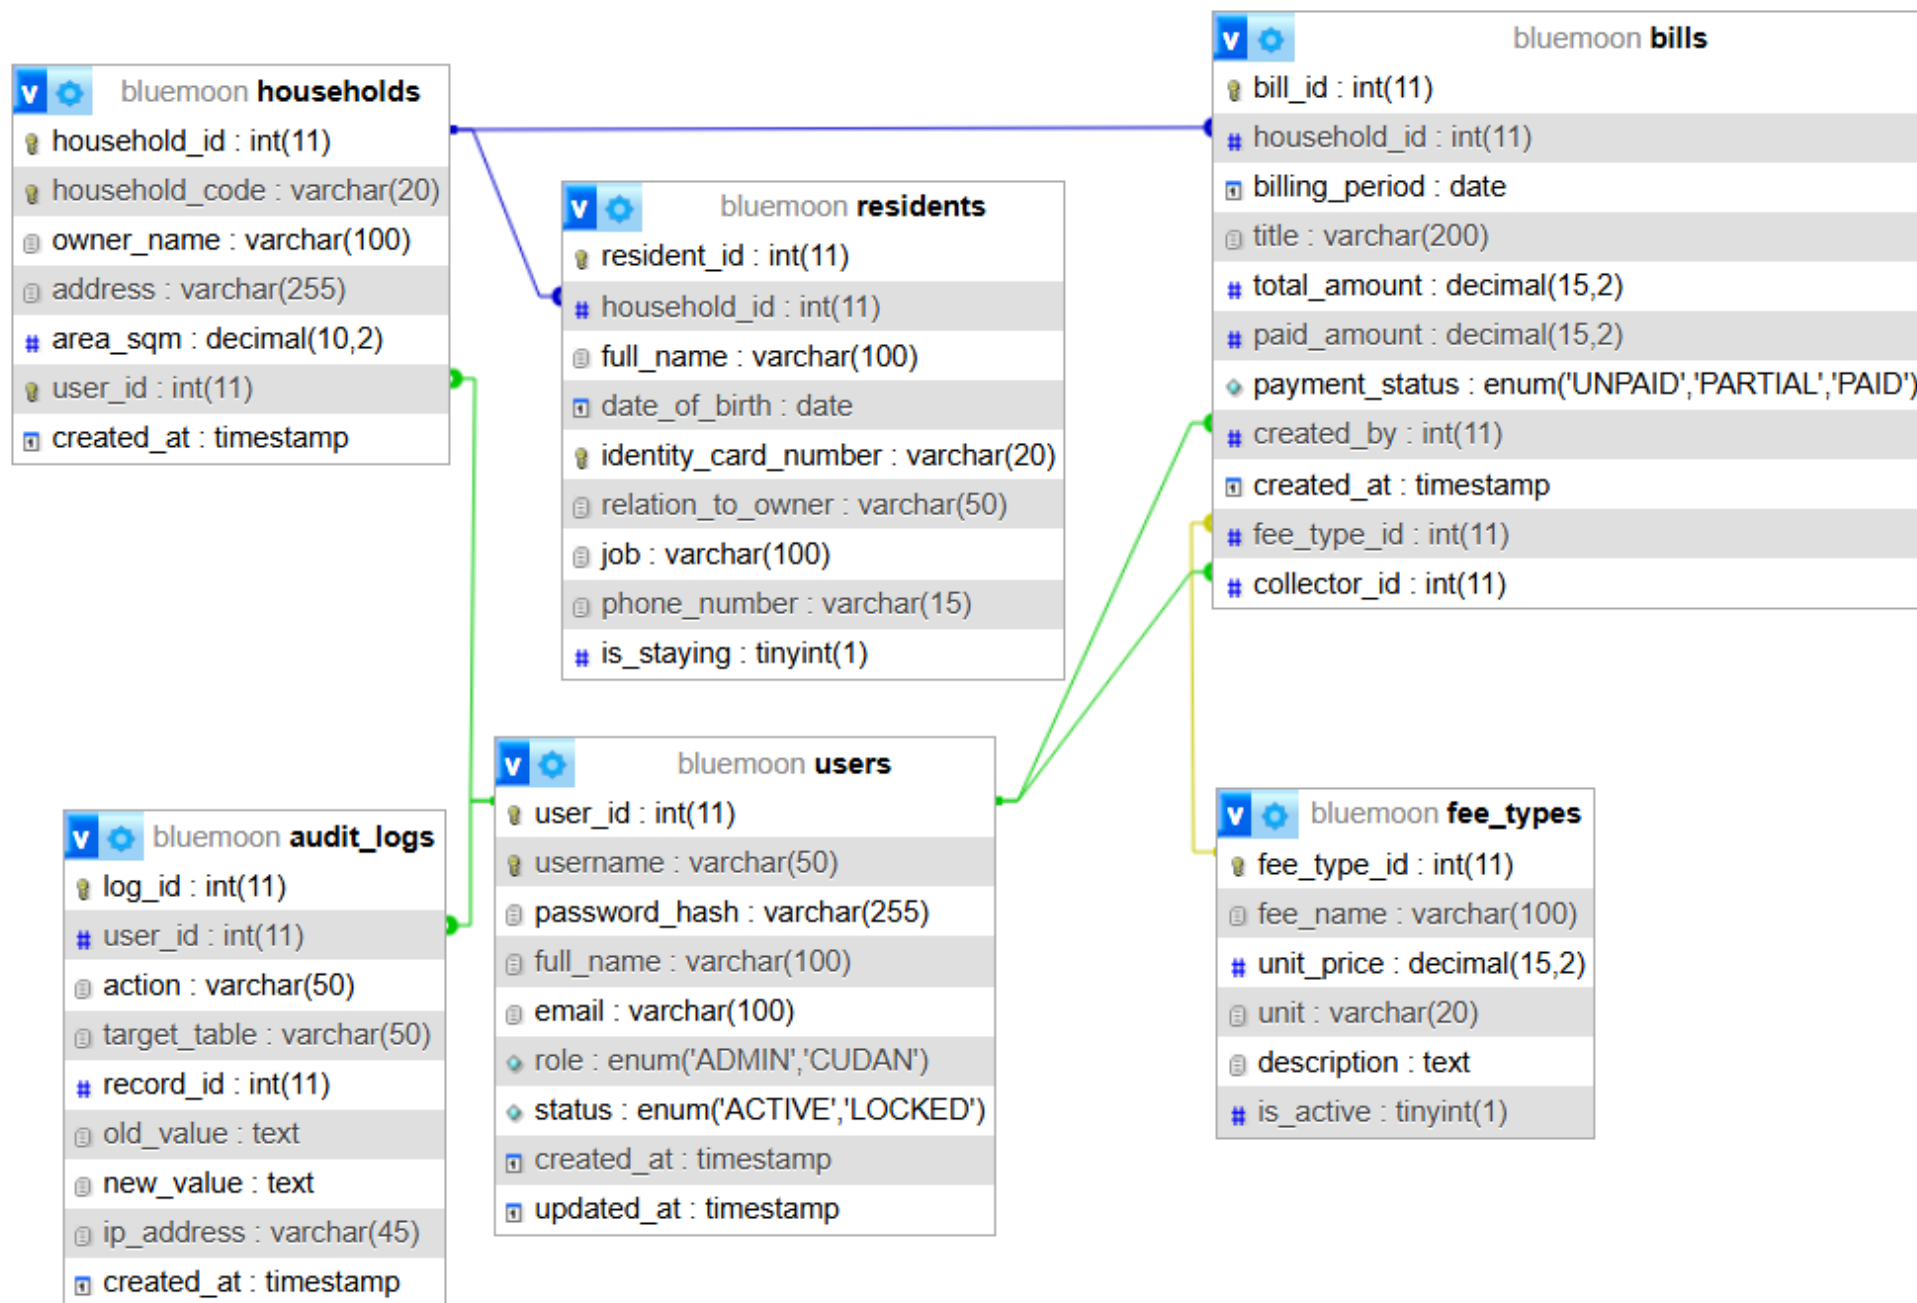 v bluemoon households
household_id : int(11)
household_code : varchar(20)
owner_name : varchar(100)
address : varchar(255)
# area_sqm : decimal(10,2)
user_id : int(11)
created_at : timestamp
v bluemoon residents
resident_id : int(11)
# household_id : int(11)
full_name : varchar(100)
date_of_birth : date
identity_card_number : varchar(20)
relation_to_owner : varchar(50)
job : varchar(100)
phone_number : varchar(15)
# is_staying : tinyint(1)
v bluemoon bills
bill_id : int(11)
# household_id : int(11)
billing_period : date
title : varchar(200)
# total_amount : decimal(15,2)
# paid_amount : decimal(15,2)
payment_status : enum('UNPAID','PARTIAL','PAID')
# created_by : int(11)
created_at : timestamp
# fee_type_id : int(11)
# collector_id : int(11)
v bluemoon audit_logs
log_id : int(11)
# user_id : int(11)
action : varchar(50)
target_table : varchar(50)
# record_id : int(11)
old_value : text
new_value : text
ip_address : varchar(45)
created_at : timestamp
v bluemoon users
user_id : int(11)
username : varchar(50)
password_hash : varchar(255)
full_name : varchar(100)
email : varchar(100)
role : enum('ADMIN','CUDAN')
status : enum('ACTIVE','LOCKED')
created_at : timestamp
updated_at : timestamp
v bluemoon fee_types
fee_type_id : int(11)
fee_name : varchar(100)
# unit_price : decimal(15,2)
unit : varchar(20)
description : text
# is_active : tinyint(1)